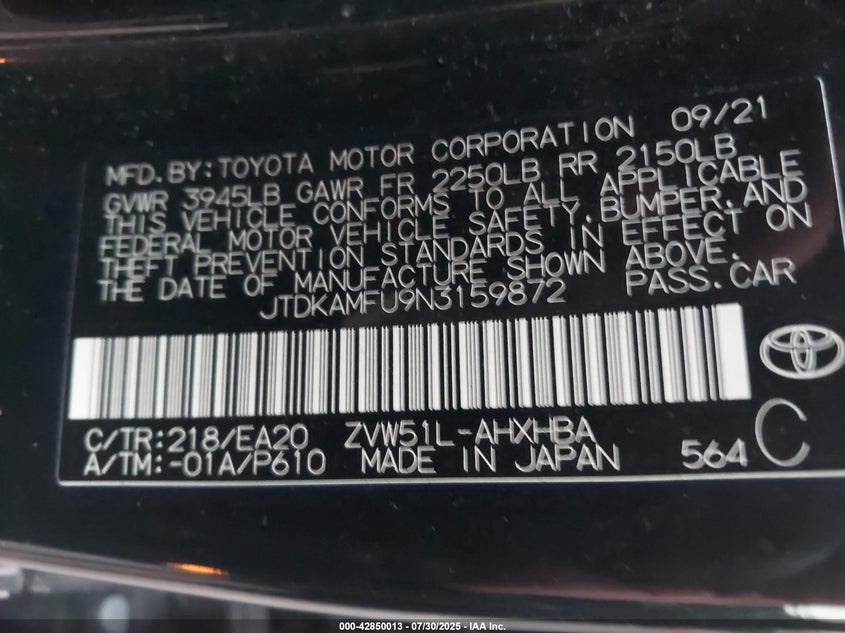 MFD.BY:TOYOTA MOTOR CORPORATION 09/21
GVWR 3945LB GAWR FR 2250LB RR 2150LB
THIS VEHICLE CONFORMS TO ALL APPLICABLE
FEDERAL MOTOR VEHICLE SAFETY,BUMPER,AND
THEFT PREVENTION STANDARDS IN EFFECT ON
THE DATE OF MANUFACTURE SHOWN ABOVE.
JTDKAMFU9N3159872 PASS.CAR
C/TR:218/EA20 ZVW51L-AHXHBA
A/TM:-01A/P610 MADE IN JAPAN 564 C
000-42850013 - 07/30/2025 - IAA Inc.